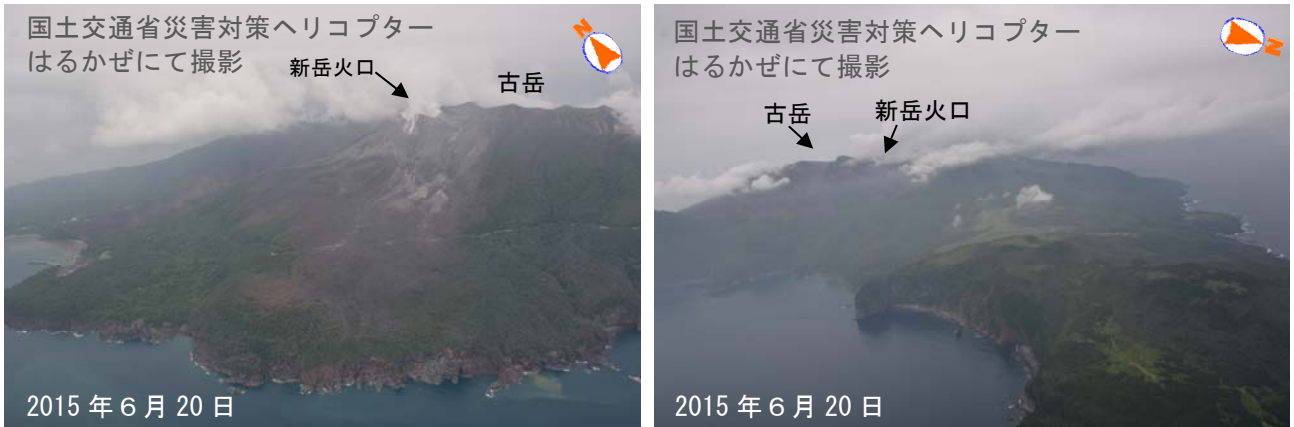 国土交通省災害対策ヘリコプター
はるかぜにて撮影
N
新岳火口
古岳
2015年6月20日
国土交通省災害対策ヘリコプター
はるかぜにて撮影
N
古岳
新岳火口
2015年6月20日